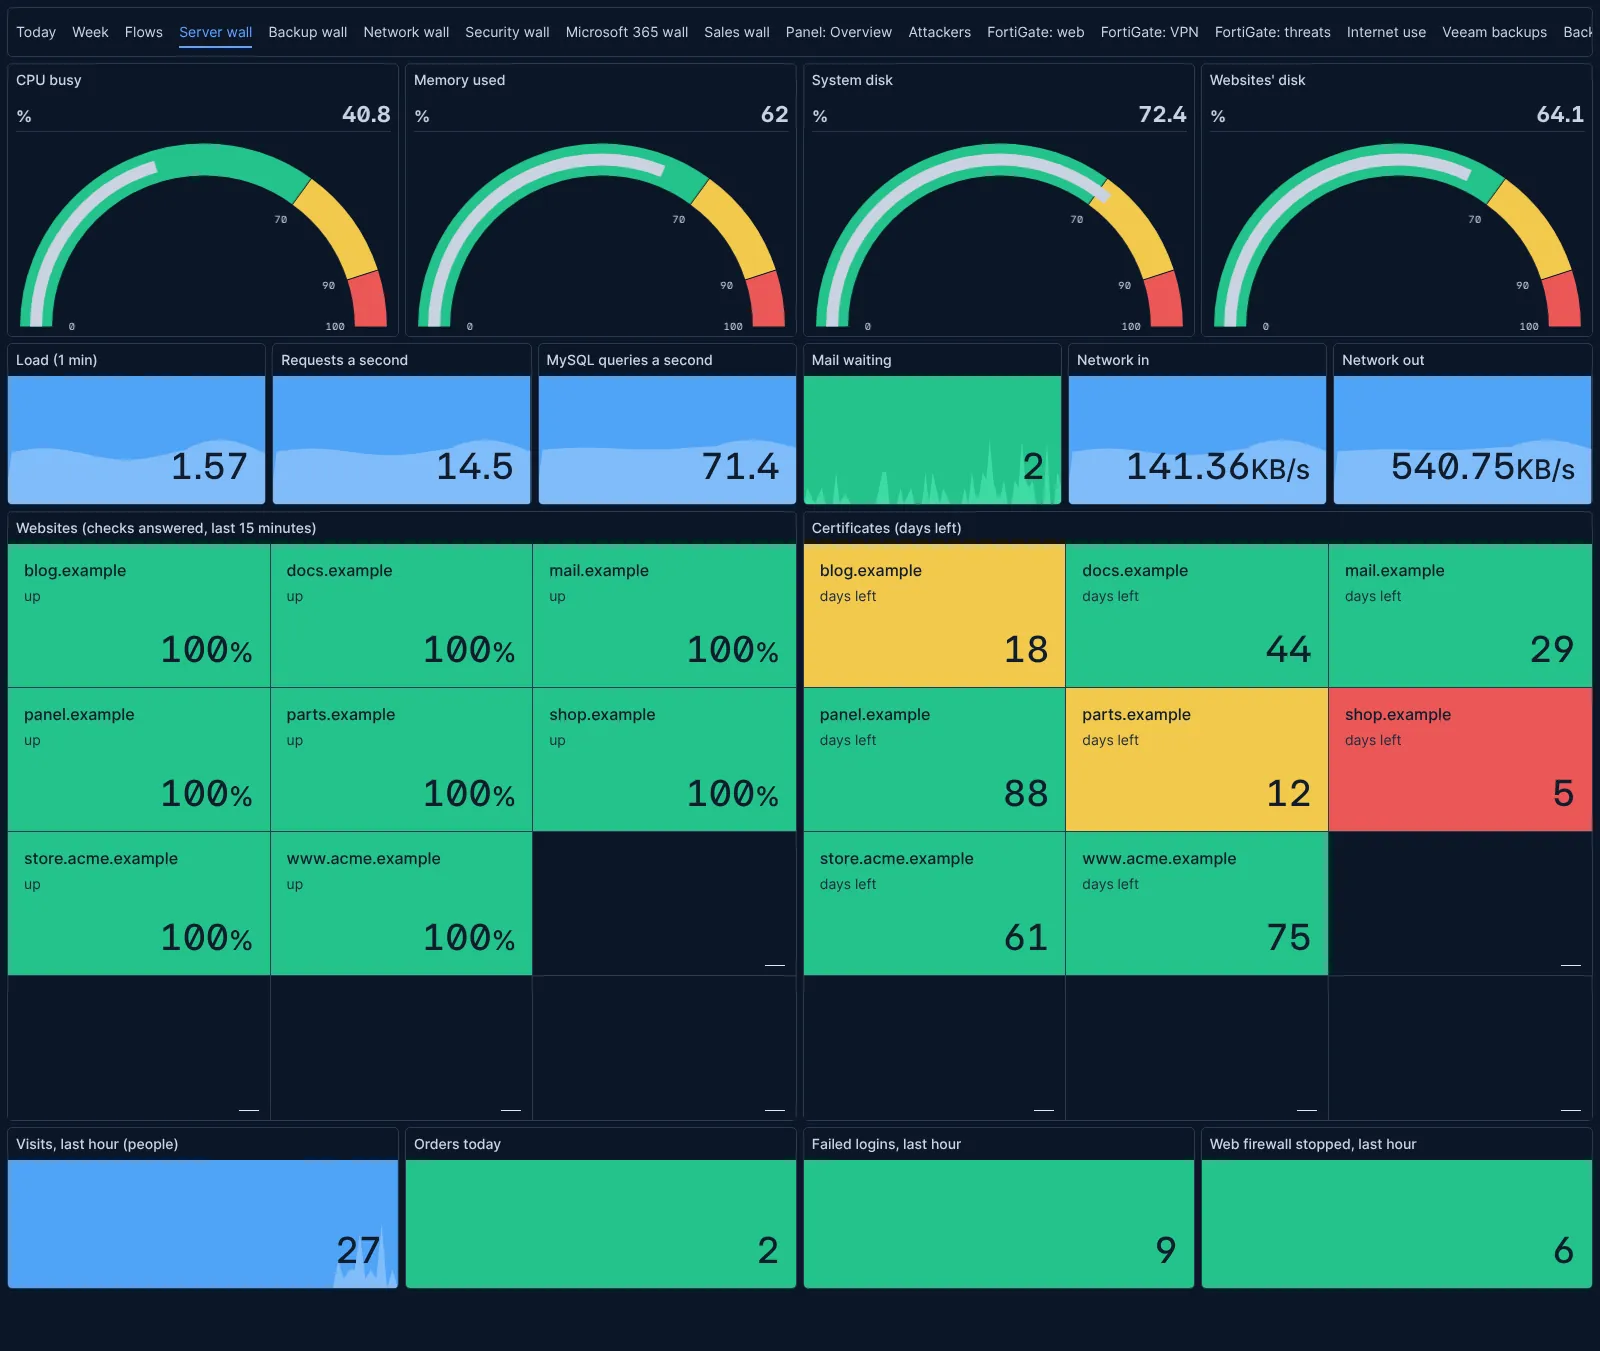 Today Week Flows Server wall Backup wall Network wall Security wall Microsoft 365 wall Sales wall Panel: Overview Attackers FortiGate: web FortiGate: VPN FortiGate: threats Internet use Veeam backups Back
CPU busy
% 40.8
70
90
0 100
Memory used
% 62
70
90
0 100
System disk
% 72.4
70
90
0 100
Websites' disk
% 64.1
70
90
0 100
Load (1 min)
1.57
Requests a second
14.5
MySQL queries a second
71.4
Mail waiting
2
Network in
141.36KB/s
Network out
540.75KB/s
Websites (checks answered, last 15 minutes)
blog.example
up
100%
docs.example
up
100%
mail.example
up
100%
panel.example
up
100%
parts.example
up
100%
shop.example
up
100%
store.acme.example
up
100%
www.acme.example
up
100%
—
—
—
—
Certificates (days left)
blog.example
days left
18
docs.example
days left
44
mail.example
days left
29
panel.example
days left
88
parts.example
days left
12
shop.example
days left
5
store.acme.example
days left
61
www.acme.example
days left
75
—
—
—
—
Visits, last hour (people)
27
Orders today
2
Failed logins, last hour
9
Web firewall stopped, last hour
6